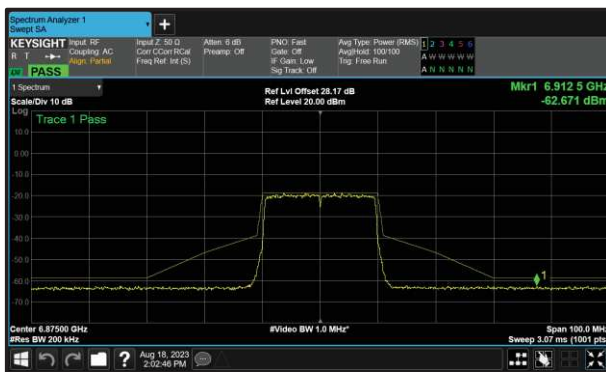 Spectrum Analyzer 1
Swept SA
KEYSIGHT Input: RF Input Z: 50 Ω Atten: 6 dB PNO: Fast Avg Type: Power (RMS) 1 2 3 4 5 6
R T Coupling: AC Corr CCorr RCal Preamp: Off Gate: Off Avg|Hold: 100/100 A W W W W W
Align: Partial Freq Ref: Int (S) IF Gain: Low Trig: Free Run A N N N N N
PASS Sig Track: Off
1 Spectrum Ref Lvl Offset 28.17 dB Mkr1 6.912 5 GHz
Scale/Div 10 dB Ref Level 20.00 dBm -62.671 dBm
Log
Trace 1 Pass
10.0
0.00
-10.0
-20.0
-30.0
-40.0
-50.0
-60.0
-70.0
1
Center 6.87500 GHz #Video BW 1.0 MHz* Span 100.0 MHz
#Res BW 200 kHz Sweep 3.07 ms (1001 pts)
? Aug 18, 2023
2:02:46 PM